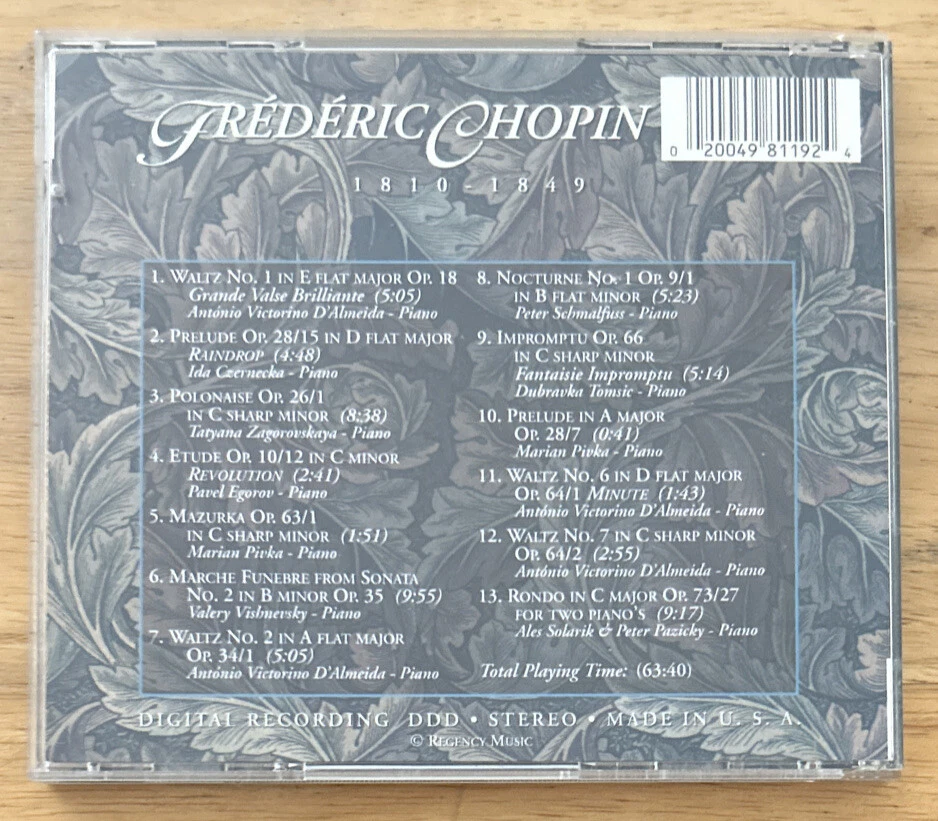 FRÉDÉRIC CHOPIN
1810-1849
0 20049 81192 4
1. WALTZ NO. 1 IN E FLAT MAJOR OP. 18
Grande Valse Brilliante (5:05)
António Victorino D'Almeida - Piano
2. PRELUDE OP. 28/15 IN D FLAT MAJOR
RAINDROP (4:48)
Ida Czernecka - Piano
3. POLONAISE OP. 26/1
IN C SHARP MINOR (8:38)
Tatyana Zagorovskaya - Piano
4. ETUDE OP. 10/12 IN C MINOR
REVOLUTION (2:41)
Pavel Egorov - Piano
5. MAZURKA OP. 63/1
IN C SHARP MINOR (1:51)
Marian Pivka - Piano
6. MARCHE FUNEBRE FROM SONATA
NO. 2 IN B MINOR OP. 35 (9:55)
Valery Vishnevsky - Piano
7. WALTZ NO. 2 IN A FLAT MAJOR
OP. 34/1 (5:05)
António Victorino D'Almeida - Piano
8. NOCTURNE NO. 1 OP. 9/1
IN B FLAT MINOR (5:23)
Peter Schmalfuss - Piano
9. IMPROMPTU OP. 66
IN C SHARP MINOR
Fantaisie Impromptu (5:14)
Dubravka Tomsic - Piano
10. PRELUDE IN A MAJOR
OP. 28/7 (0:41)
Marian Pivka - Piano
11. WALTZ NO. 6 IN D FLAT MAJOR
OP. 64/1 MINUTE (1:43)
António Victorino D'Almeida - Piano
12. WALTZ NO. 7 IN C SHARP MINOR
OP. 64/2 (2:55)
António Victorino D'Almeida - Piano
13. RONDO IN C MAJOR OP. 73/27
FOR TWO PIANO'S (9:17)
Ales Solarik & Peter Pazicky - Piano
Total Playing Time: (63:40)
DIGITAL RECORDING DDD • STEREO • MADE IN U. S. A.
© REGENCY MUSIC